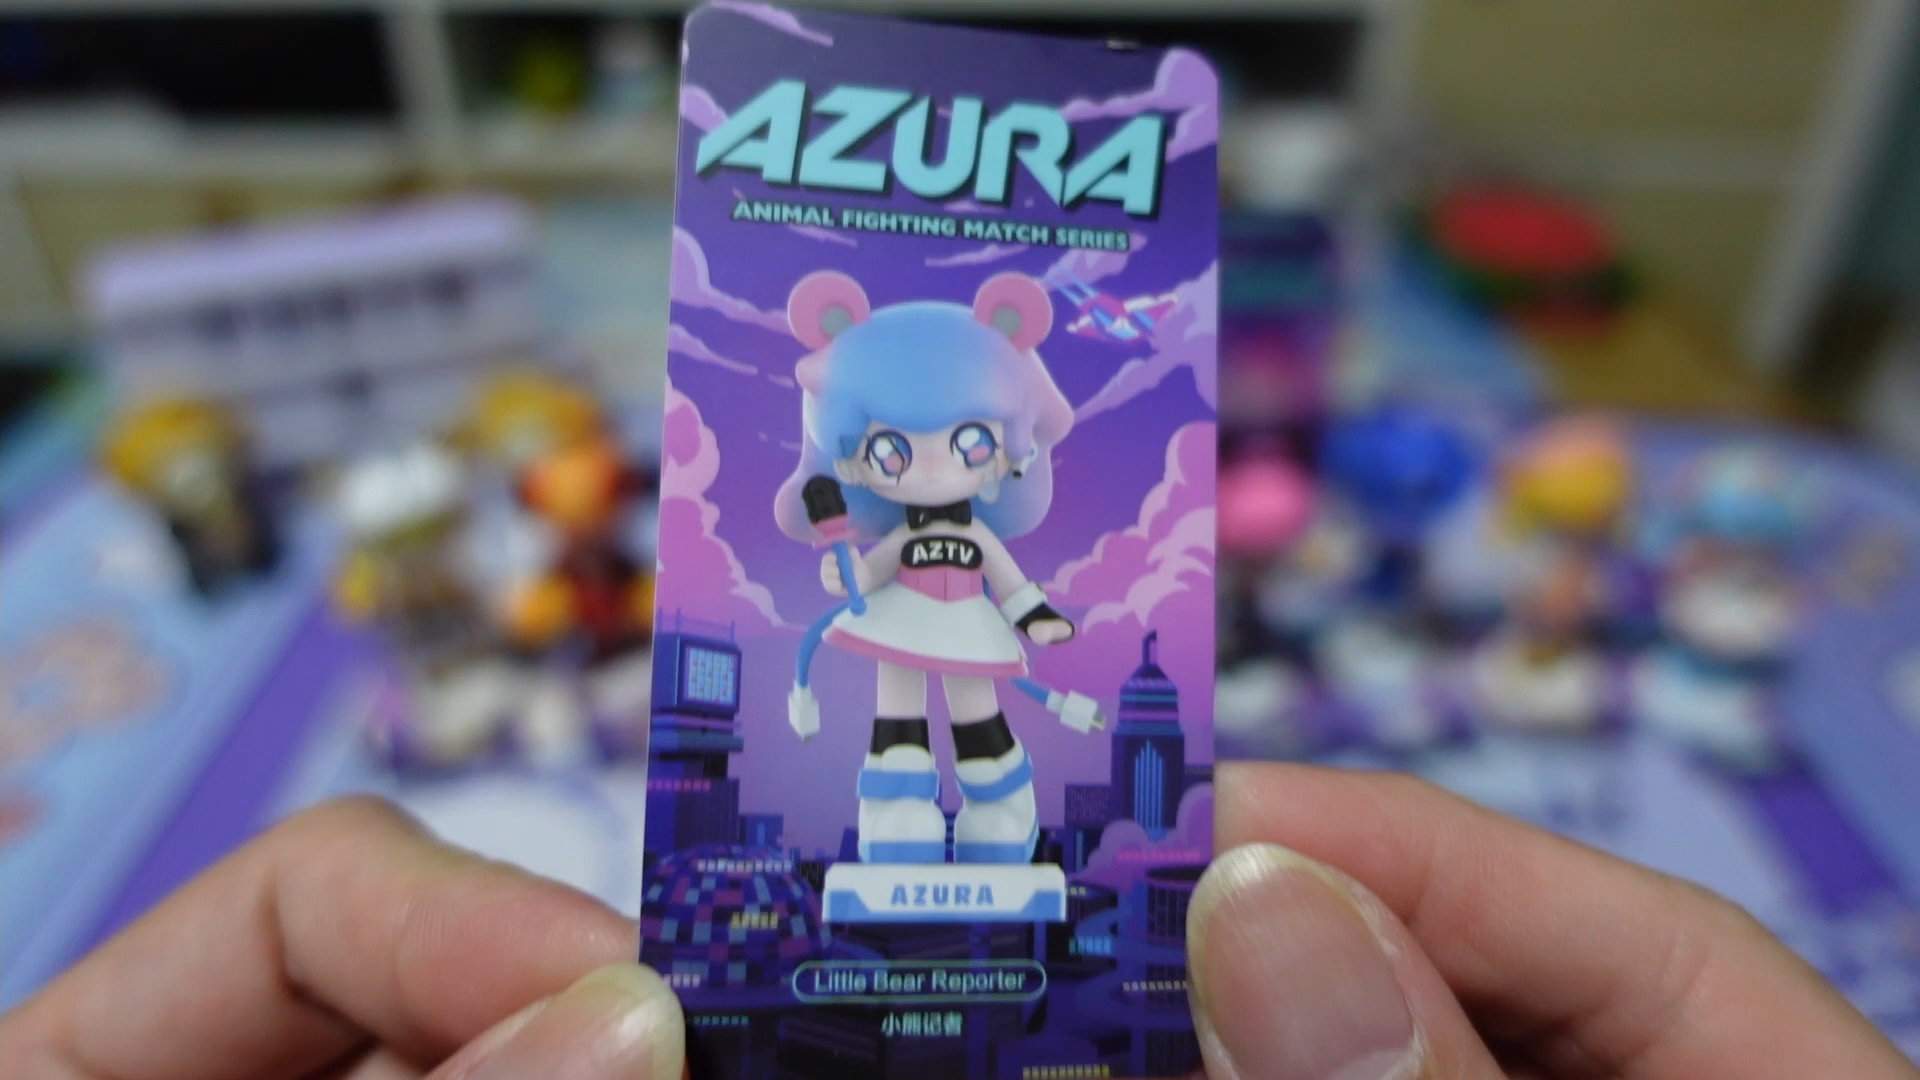 AZURA
ANIMAL FIGHTING MATCH SERIES
AZTV
AZURA
Little Bear Reporter
小熊记者